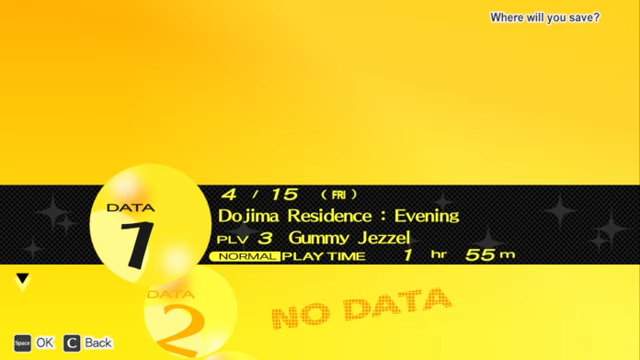 Where will you save?
DATA 1
4 / 15 (FRI)
Dojima Residence : Evening
PLV 3 Gummy Jezzel
NORMAL PLAY TIME 1 hr 55 m
DATA 2
NO DATA
Space OK C Back